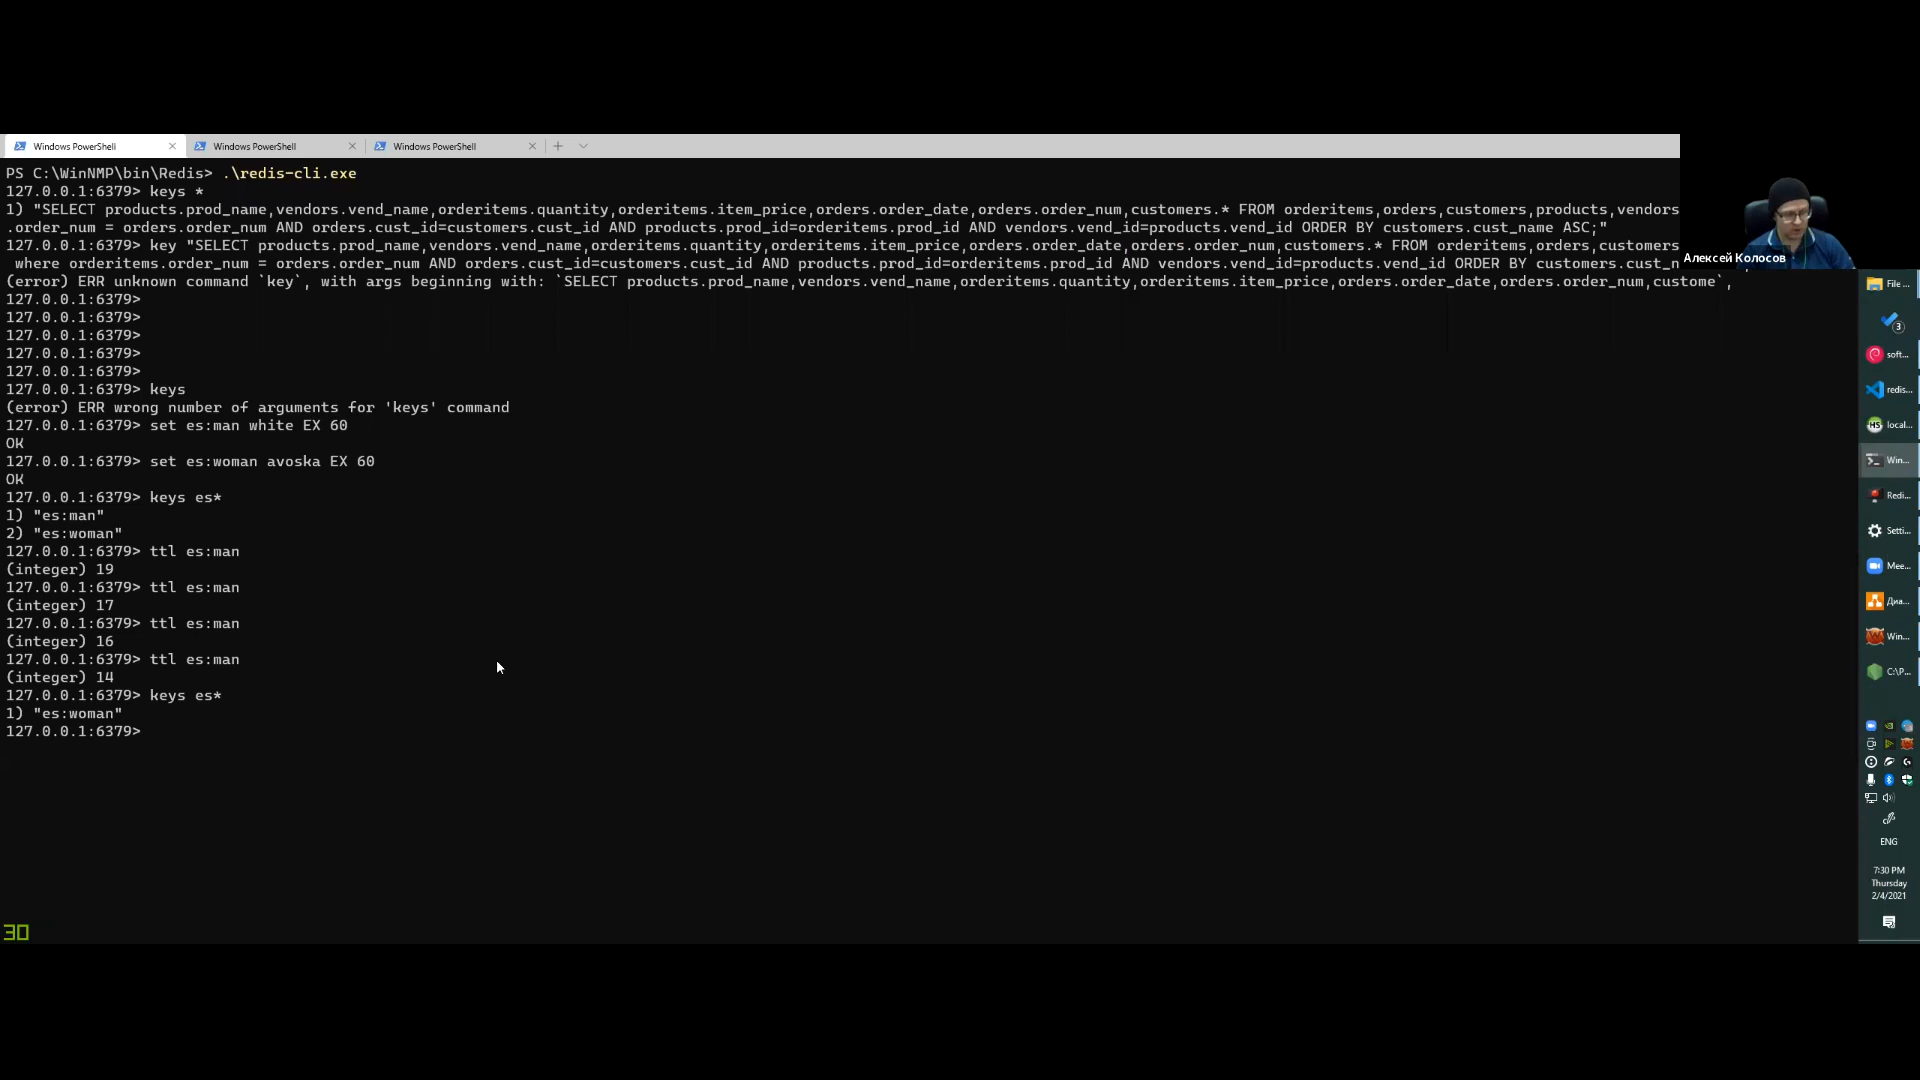 Windows PowerShell
Windows PowerShell
Windows PowerShell
PS C:\WinNMP\bin\Redis> .\redis-cli.exe
127.0.0.1:6379> keys *
1) "SELECT products.prod_name,vendors.vend_name,orderitems.quantity,orderitems.item_price,orders.order_date,orders.order_num,customers.* FROM orderitems,orders,customers,products,vendors
.order_num = orders.order_num AND orders.cust_id=customers.cust_id AND products.prod_id=orderitems.prod_id AND vendors.vend_id=products.vend_id ORDER BY customers.cust_name ASC;"
127.0.0.1:6379> key "SELECT products.prod_name,vendors.vend_name,orderitems.quantity,orderitems.item_price,orders.order_date,orders.order_num,customers.* FROM orderitems,orders,customers
where orderitems.order_num = orders.order_num AND orders.cust_id=customers.cust_id AND products.prod_id=orderitems.prod_id AND vendors.vend_id=products.vend_id ORDER BY customers.cust_n
(error) ERR unknown command `key`, with args beginning with: `SELECT products.prod_name,vendors.vend_name,orderitems.quantity,orderitems.item_price,orders.order_date,orders.order_num,custome`,
127.0.0.1:6379>
127.0.0.1:6379>
127.0.0.1:6379>
127.0.0.1:6379>
127.0.0.1:6379>
127.0.0.1:6379> keys
(error) ERR wrong number of arguments for 'keys' command
127.0.0.1:6379> set es:man white EX 60
OK
127.0.0.1:6379> set es:woman avoska EX 60
OK
127.0.0.1:6379> keys es*
1) "es:man"
2) "es:woman"
127.0.0.1:6379> ttl es:man
(integer) 19
127.0.0.1:6379> ttl es:man
(integer) 17
127.0.0.1:6379> ttl es:man
(integer) 16
127.0.0.1:6379> ttl es:man
(integer) 14
127.0.0.1:6379> keys es*
1) "es:woman"
127.0.0.1:6379>
30
Алексей Колосов
File ...
3
soft...
redis...
local...
Win...
Redi...
Setti...
Mee...
Диа...
Win...
C:\P...
ENG
7:30 PM
Thursday
2/4/2021